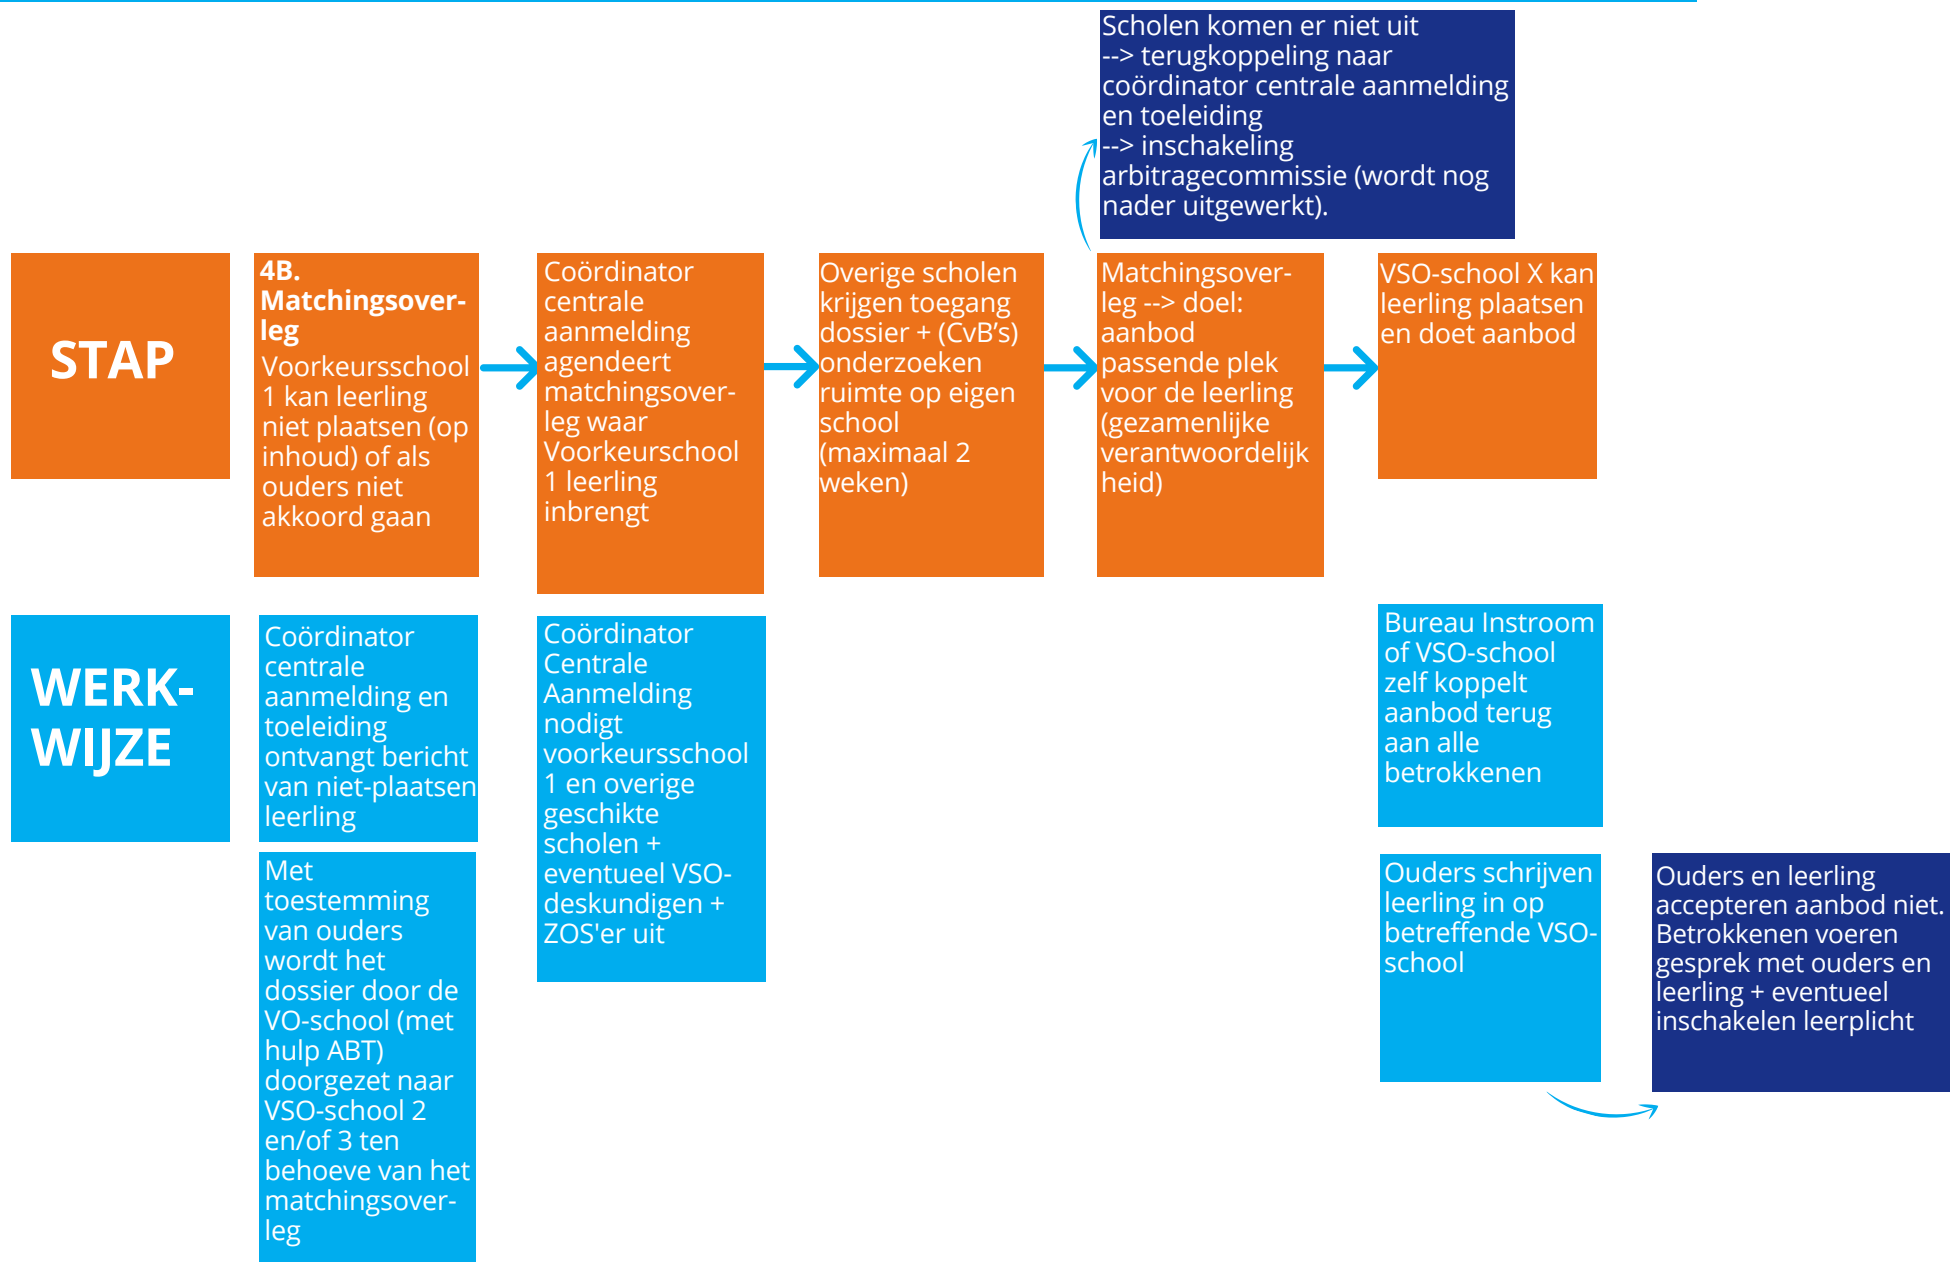 Scholen komen er niet uit
--> terugkoppeling naar
coördinator centrale aanmelding
en toeleiding
--> inschakeling
arbitragecommissie (wordt nog
nader uitgewerkt).
STAP
4B.
Matchingsover-
leg
Voorkeursschool
1 kan leerling
niet plaatsen (op
inhoud) of als
ouders niet
akkoord gaan
Coördinator
centrale
aanmelding
agendeert
matchingsover-
leg waar
Voorkeurschool
1 leerling
inbrengt
Overige scholen
krijgen toegang
dossier + (CvB’s)
onderzoeken
ruimte op eigen
school
(maximaal 2
weken)
Matchingsover-
leg --> doel:
aanbod
passende plek
voor de leerling
(gezamenlijke
verantwoordelijk
heid)
VSO-school X kan
leerling plaatsen
en doet aanbod
WERK-
WIJZE
Coördinator
centrale
aanmelding en
toeleiding
ontvangt bericht
van niet-plaatsen
leerling
Met
toestemming
van ouders
wordt het
dossier door de
VO-school (met
hulp ABT)
doorgezet naar
VSO-school 2
en/of 3 ten
behoeve van het
matchingsover-
leg
Coördinator
Centrale
Aanmelding
nodigt
voorkeursschool
1 en overige
geschikte
scholen +
eventueel VSO-
deskundigen +
ZOS'er uit
Bureau Instroom
of VSO-school
zelf koppelt
aanbod terug
aan alle
betrokkenen
Ouders schrijven
leerling in op
betreffende VSO-
school
Ouders en leerling
accepteren aanbod niet.
Betrokkenen voeren
gesprek met ouders en
leerling + eventueel
inschakelen leerplicht